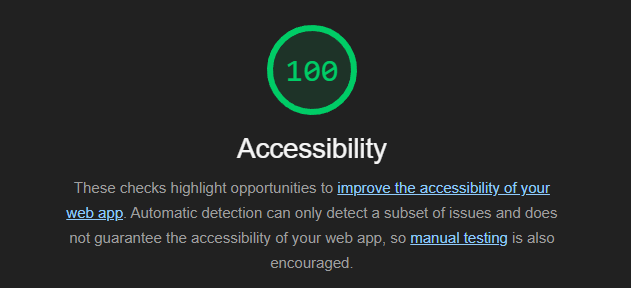 100
Accessibility
These checks highlight opportunities to improve the accessibility of your
web app. Automatic detection can only detect a subset of issues and does
not guarantee the accessibility of your web app, so manual testing is also
encouraged.